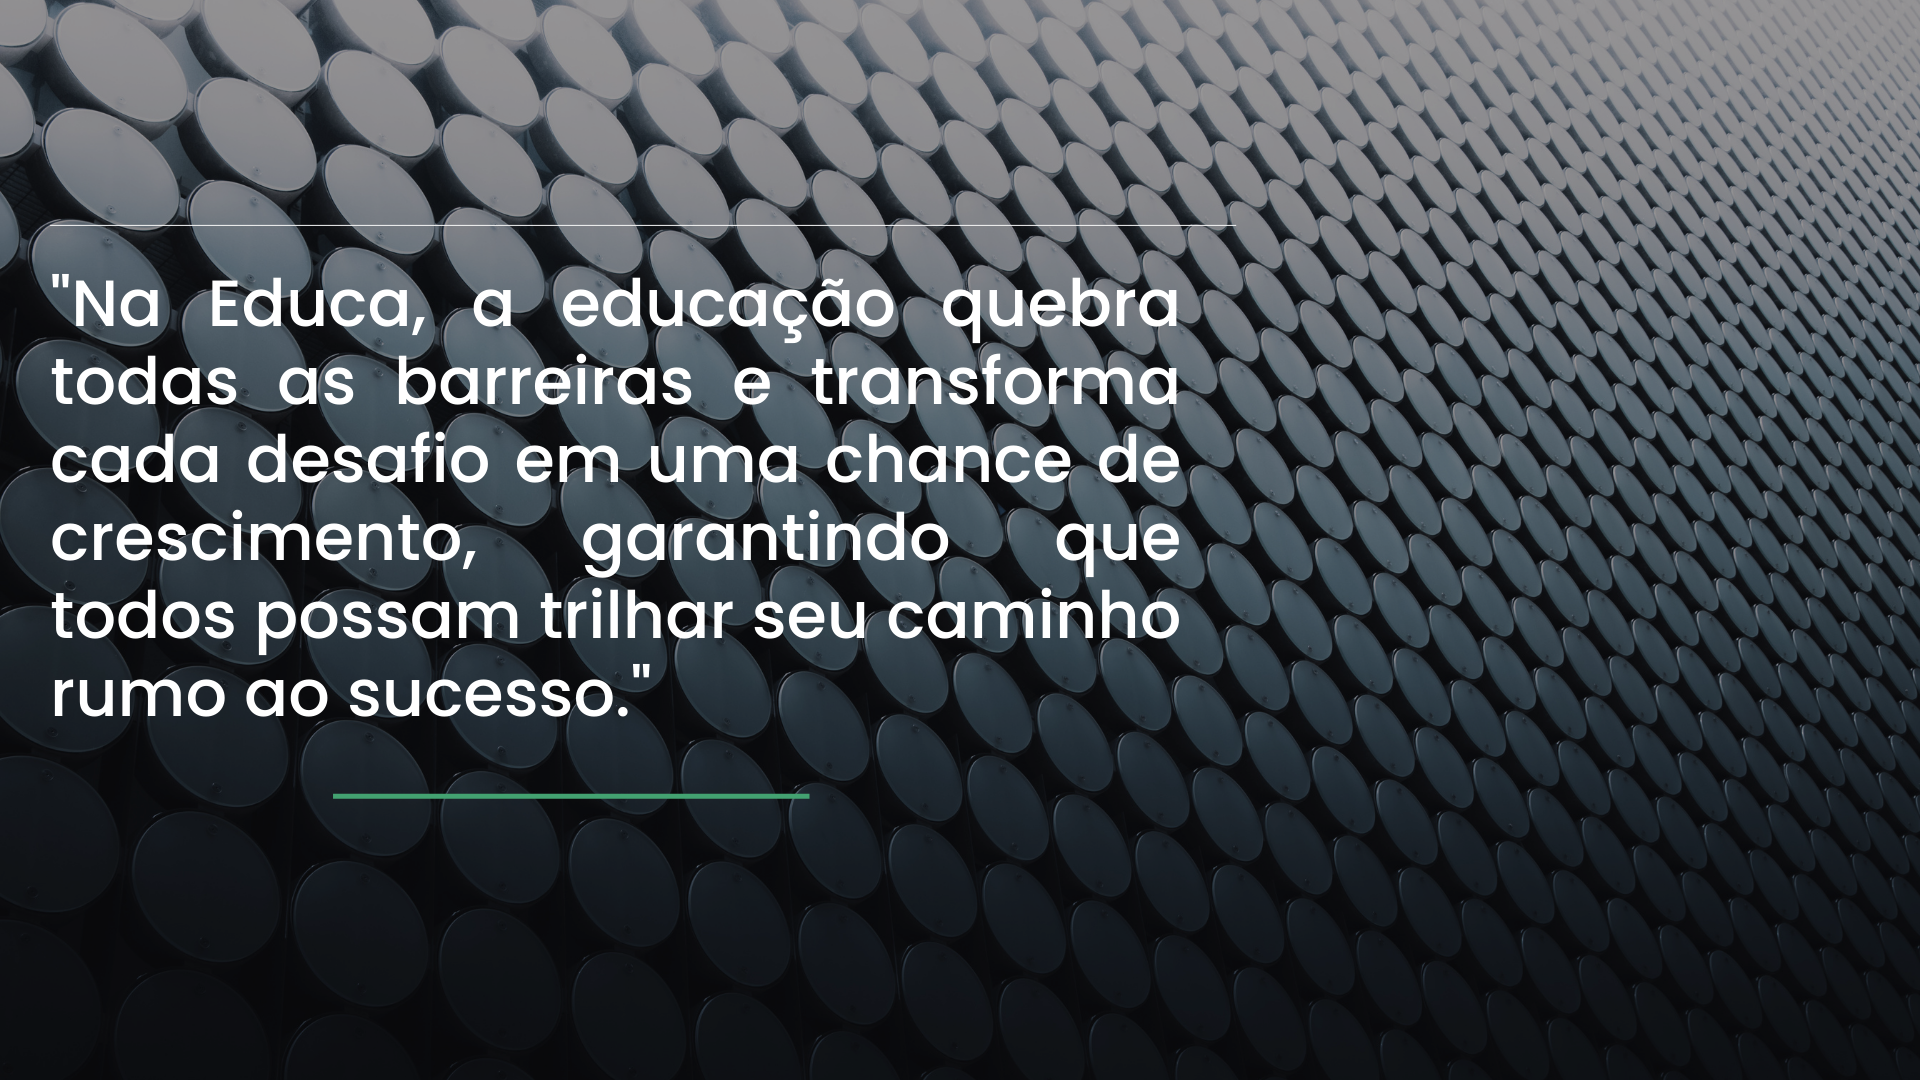 "Na Educa, a educação quebra
todas as barreiras e transforma
cada desafio em uma chance de
crescimento, garantindo que
todos possam trilhar seu caminho
rumo ao sucesso."